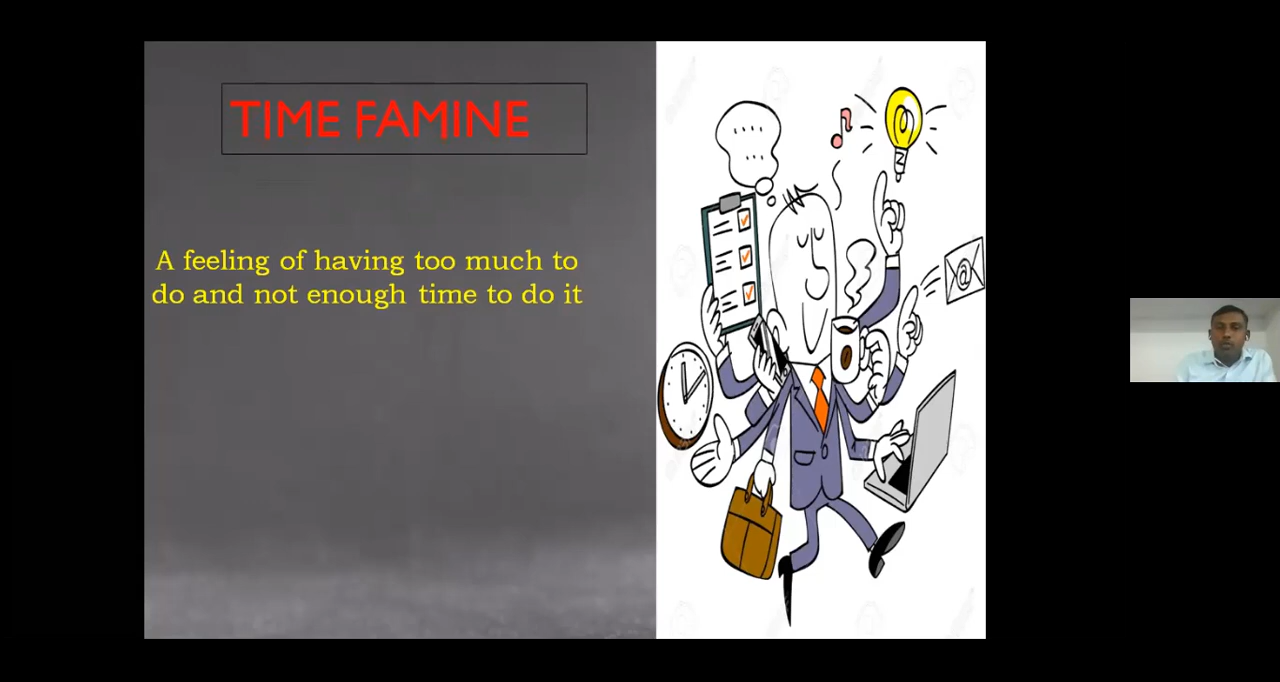 TIME FAMINE
A feeling of having too much to
do and not enough time to do it
@